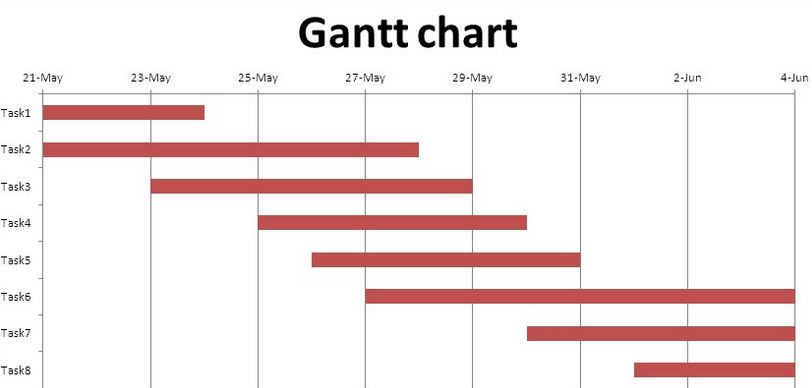 Gantt chart
21-May 23-May 25-May 27-May 29-May 31-May 2-Jun 4-Jun
Task1
Task2
Task3
Task4
Task5
Task6
Task7
Task8